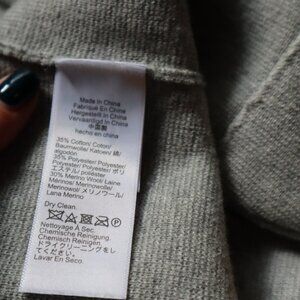 Made In China
Fabriqué En Chine
Hergestellt In China
Vervaardigd In China
中国製
hecho en china
35% Cotton/ Coton/
Baumwolle/ Katoen/ 綿/
algodón
35% Polyester/ Polyester/
Polyester/ Polyester/ ポリ
エステル/ poliéster
30% Merino Wool/ Laine
Mérinos/ Merinowolle/
Merinowol/ メリノウール/
Lana Merino
Dry Clean.
Nettoyage À Sec.
Chemische Reinigung.
Chemisch Reinigen.
ドライクリーニングをし
てください。
Lavar En Seco.